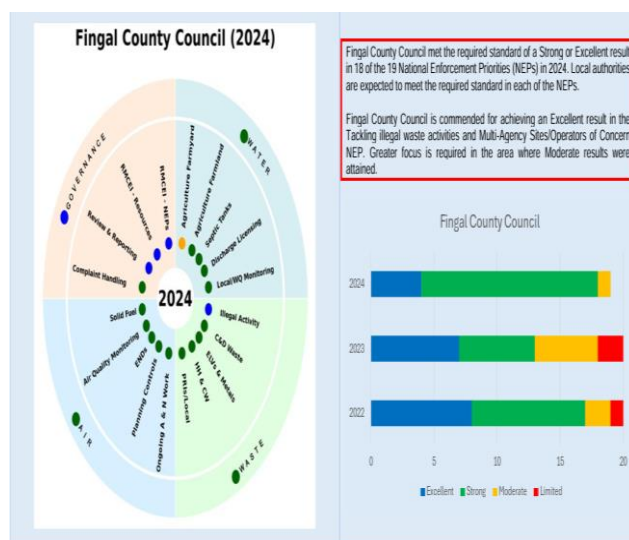 Fingal County Council (2024)
GOVERNANCE
WATER
AIR
WASTE
RMCEI - NEPs
RMCEI - Resources
Review & Reporting
Complaint Handling
Agriculture Farmyard
Agriculture Farmland
Septic Tanks
Discharge Licensing
Local/WQ Monitoring
2024
Solid Fuel
Air Quality Monitoring
ENDs
Planning Controls
Ongoing A & N Work
Illegal Activity
C&D Waste
ELVs & Metals
HH & CW
PRIs/Local
Fingal County Council met the required standard of a Strong or Excellent result
in 18 of the 19 National Enforcement Priorities (NEPs) in 2024. Local authorities
are expected to meet the required standard in each of the NEPs.
Fingal County Council is commended for achieving an Excellent result in the
Tackling illegal waste activities and Multi-Agency Sites/Operators of Concern
NEP. Greater focus is required in the area where Moderate results were
attained.
Fingal County Council
2024
2023
2022
0 5 10 15 20
Excellent Strong Moderate Limited